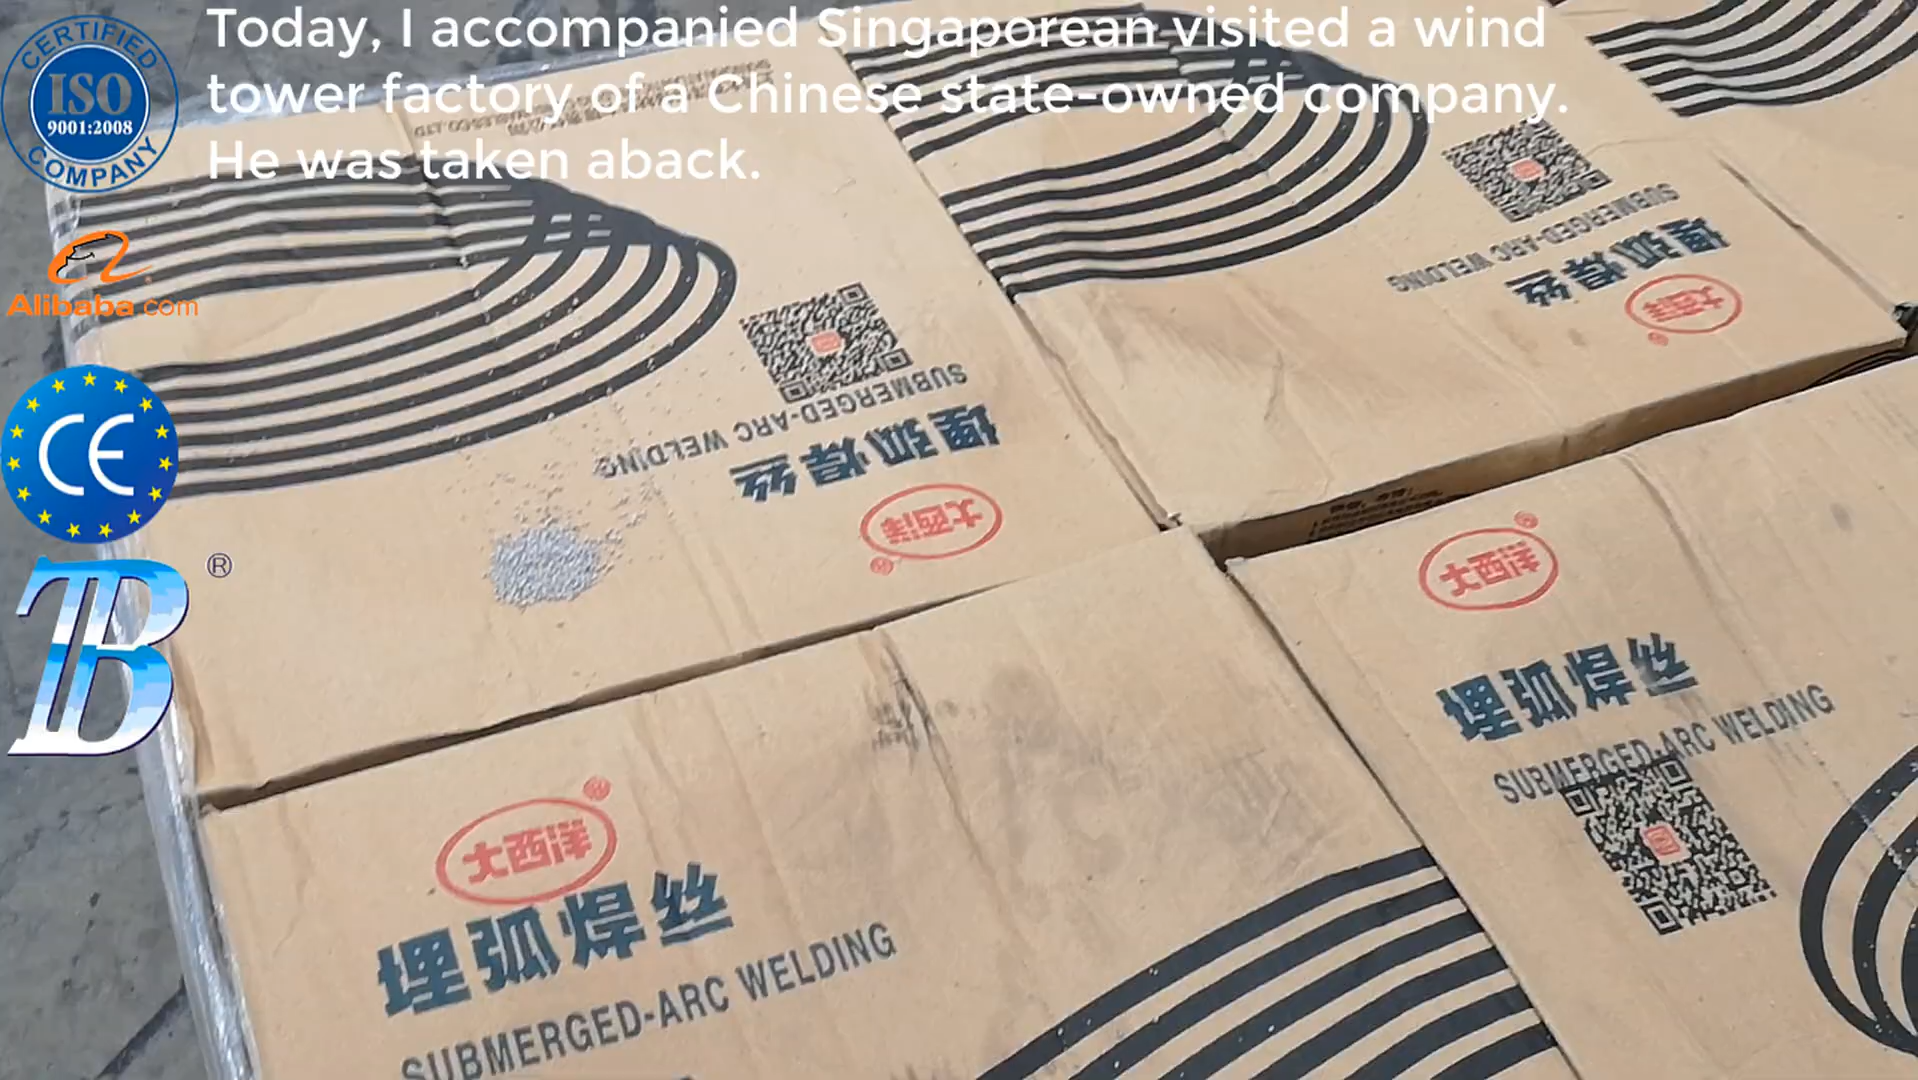 Today, I accompanied Singaporean visited a wind
tower factory of a Chinese state-owned company.
He was taken aback.
CERTIFIED
ISO
9001:2008
COMPANY
Alibaba.com
CE
TB
®
大西洋®
埋弧焊丝
SUBMERGED-ARC WELDING
大西洋®
埋弧焊丝
SUBMERGED-ARC WELDING
大西洋®
埋弧焊丝
SUBMERGED-ARC WELDING
大西洋®
埋弧焊丝
SUBMERGED-ARC WELDING